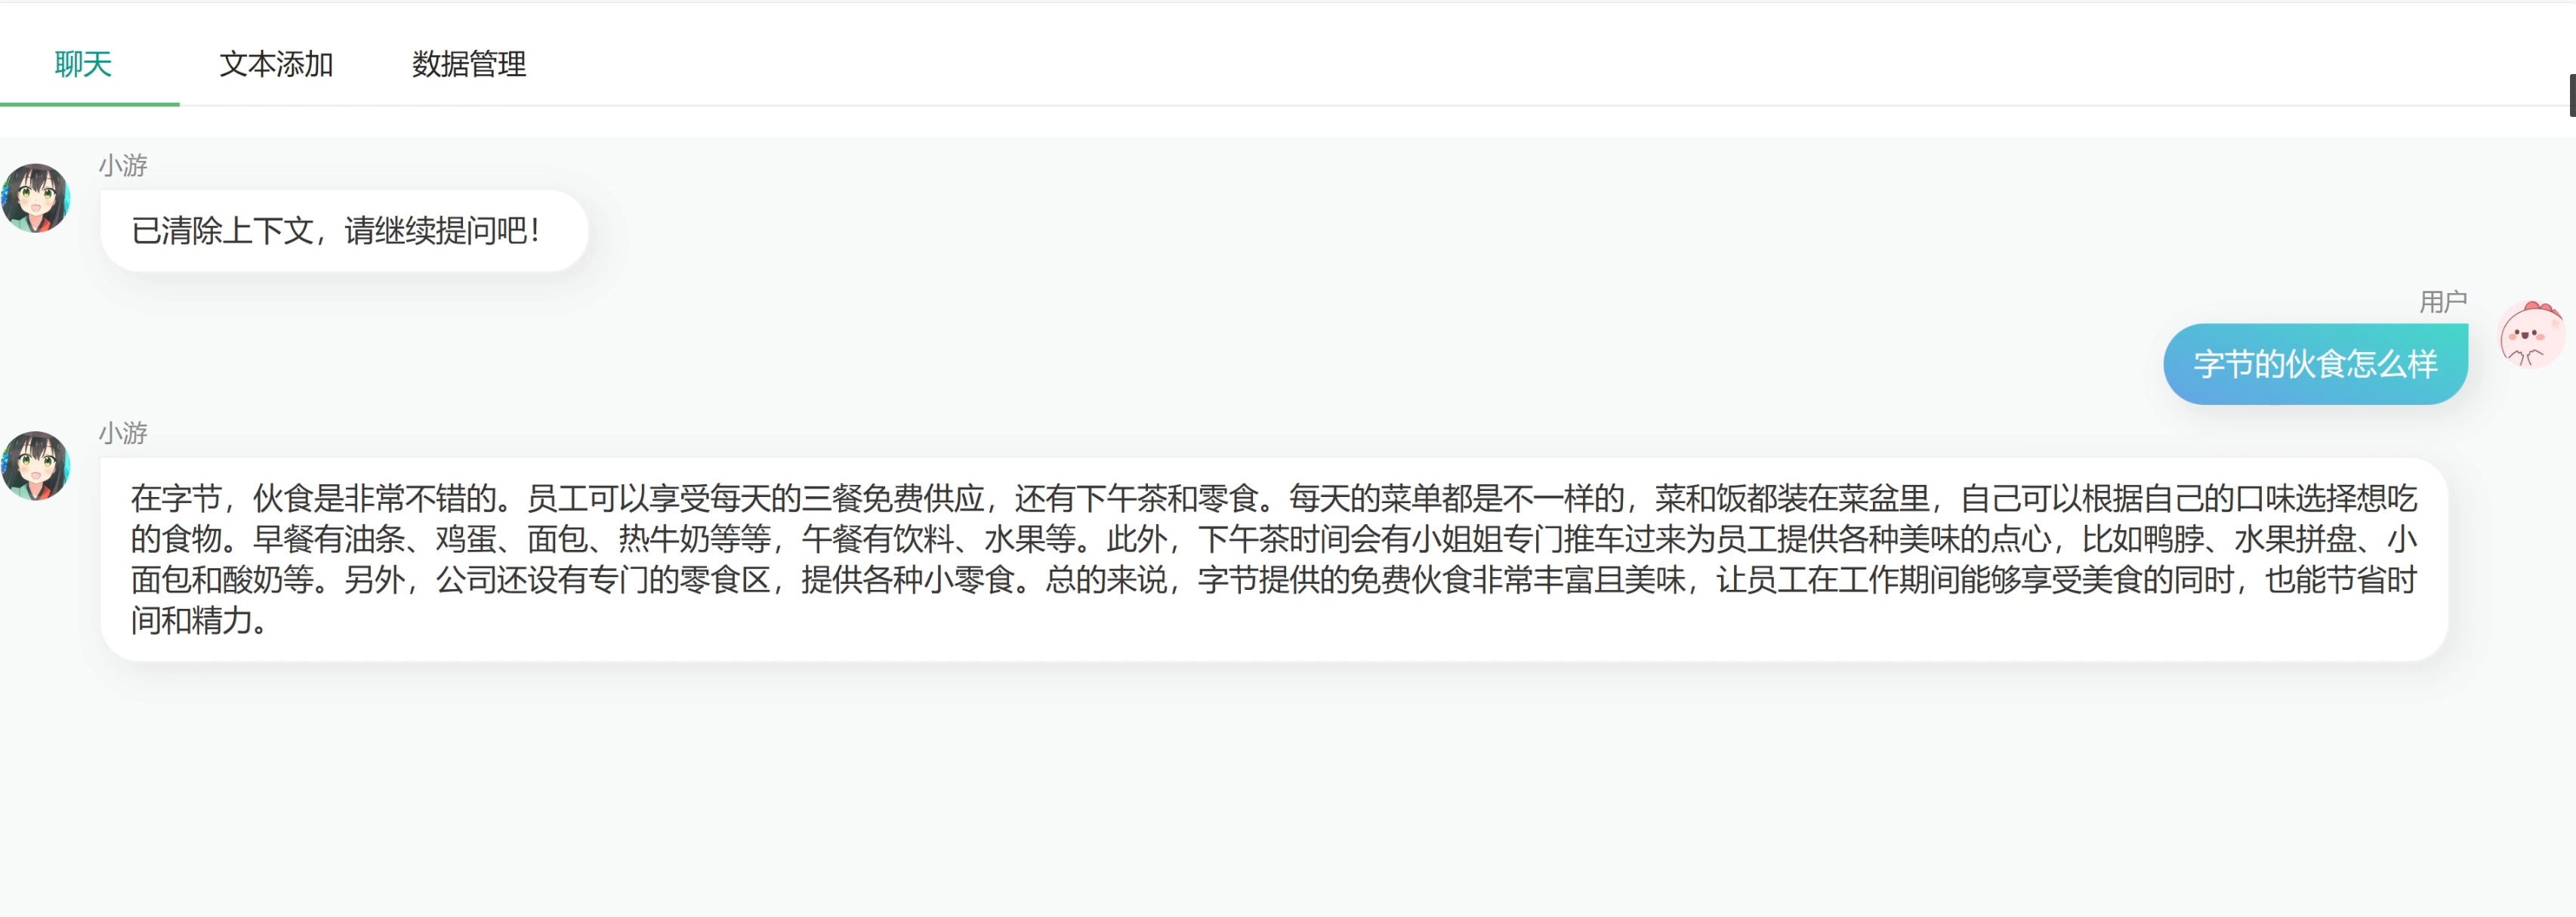 聊天 文本添加 数据管理
小游
已清除上下文，请继续提问吧！
用户
字节的伙食怎么样
小游
在字节，伙食是非常不错的。员工可以享受每天的三餐免费供应，还有下午茶和零食。每天的菜单都是不一样的，菜和饭都装在菜盆里，自己可以根据自己的口味选择想吃
的食物。早餐有油条、鸡蛋、面包、热牛奶等等，午餐有饮料、水果等。此外，下午茶时间会有小姐姐专门推车过来为员工提供各种美味的点心，比如鸭脖、水果拼盘、小
面包和酸奶等。另外，公司还设有专门的零食区，提供各种小零食。总的来说，字节提供的免费伙食非常丰富且美味，让员工在工作期间能够享受美食的同时，也能节省时
间和精力。